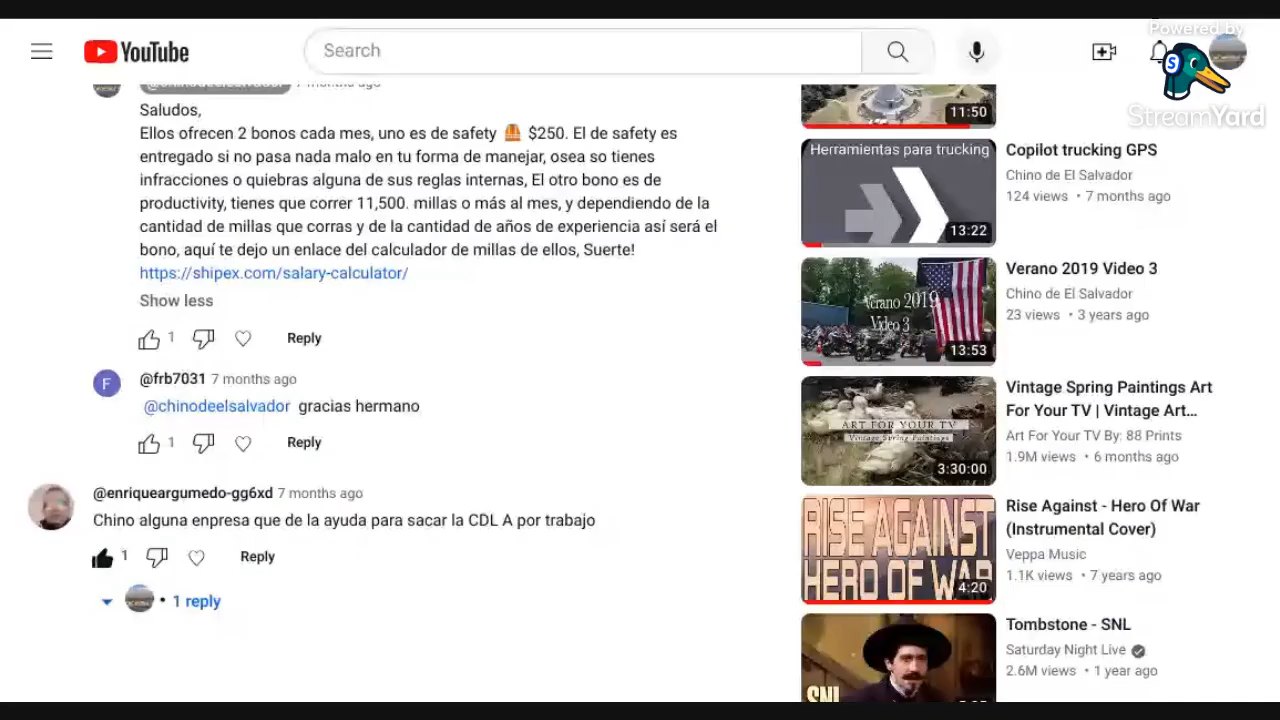 Powered by
StreamYard
YouTube
Search
@chinodeelsalvador 7 months ago
Saludos,
Ellos ofrecen 2 bonos cada mes, uno es de safety 🦺 $250. El de safety es
entregado si no pasa nada malo en tu forma de manejar, osea so tienes
infracciones o quiebras alguna de sus reglas internas, El otro bono es de
productivity, tienes que correr 11,500. millas o más al mes, y dependiendo de la
cantidad de millas que corras y de la cantidad de años de experiencia así será el
bono, aquí te dejo un enlace del calculador de millas de ellos, Suerte!
https://shipex.com/salary-calculator/
Show less
1
Reply
F
@frb7031 7 months ago
@chinodeelsalvador gracias hermano
1
Reply
@enriqueargumedo-gg6xd 7 months ago
Chino alguna enpresa que de la ayuda para sacar la CDL A por trabajo
1
Reply
• 1 reply
11:50
Herramientas para trucking
13:22
Copilot trucking GPS
Chino de El Salvador
124 views • 7 months ago
Verano 2019
Video 3
13:53
Verano 2019 Video 3
Chino de El Salvador
23 views • 3 years ago
ART FOR YOUR TV
Vintage Spring Paintings
3:30:00
Vintage Spring Paintings Art
For Your TV | Vintage Art...
Art For Your TV By: 88 Prints
1.9M views • 6 months ago
RISE AGAINST
HERO OF WAR
4:20
Rise Against - Hero Of War
(Instrumental Cover)
Veppa Music
1.1K views • 7 years ago
SNL
Tombstone - SNL
Saturday Night Live
2.6M views • 1 year ago